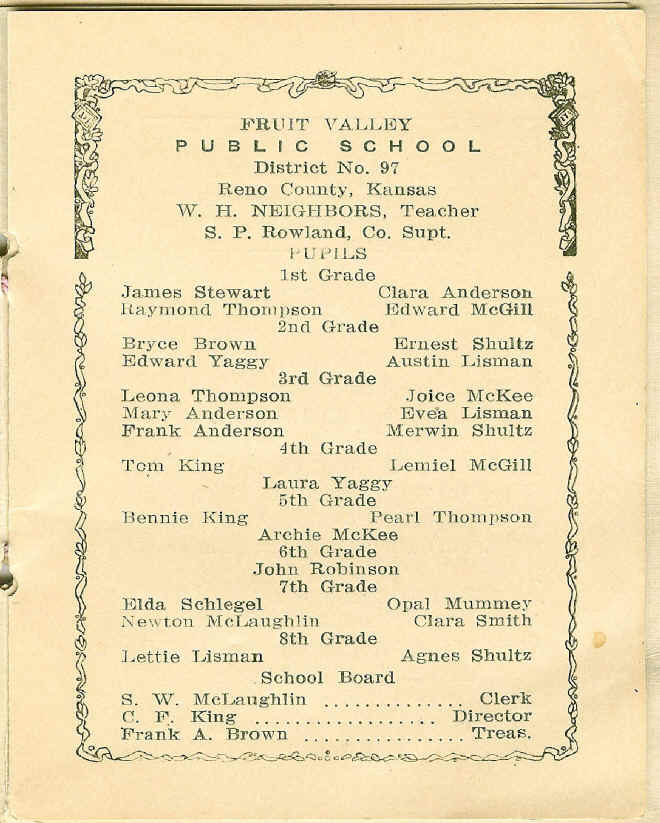 FRUIT VALLEY
PUBLIC SCHOOL
District No. 97
Reno County, Kansas
W. H. NEIGHBORS, Teacher
S. P. Rowland, Co. Supt.
PUPILS
1st Grade
James Stewart Clara Anderson
Raymond Thompson Edward McGill
2nd Grade
Bryce Brown Ernest Shultz
Edward Yaggy Austin Lisman
3rd Grade
Leona Thompson Joice McKee
Mary Anderson Evea Lisman
Frank Anderson Merwin Shultz
4th Grade
Tom King Lemiel McGill
Laura Yaggy
5th Grade
Bennie King Pearl Thompson
Archie McKee
6th Grade
John Robinson
7th Grade
Elda Schlegel Opal Mummey
Newton McLaughlin Clara Smith
8th Grade
Lettie Lisman Agnes Shultz
School Board
S. W. McLaughlin .............. Clerk
C. F. King .................. Director
Frank A. Brown ................ Treas.